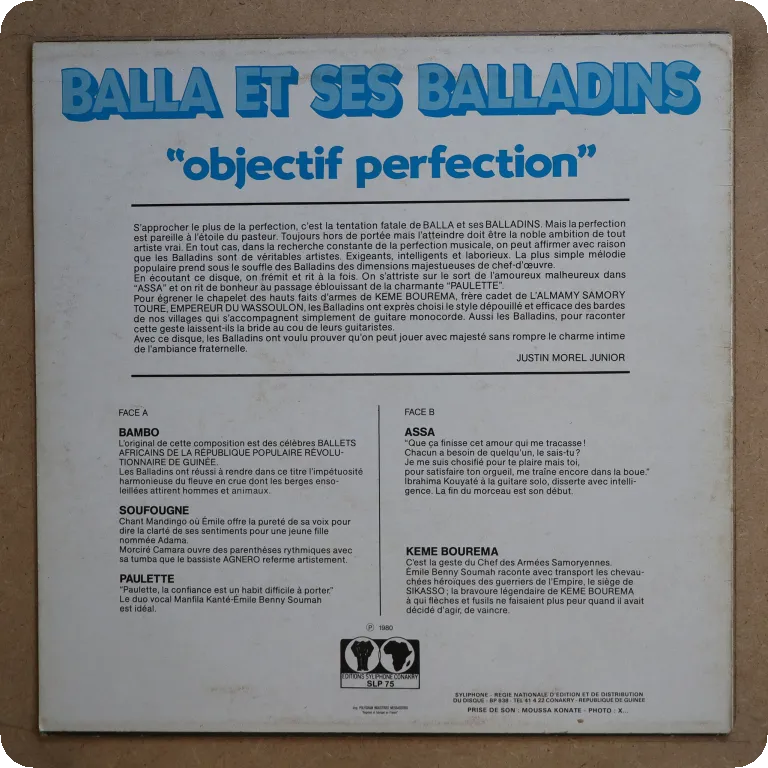 BALLA ET SES BALLADINS
“objectif perfection”
S'approcher le plus de la perfection, c'est la tentation fatale de BALLA et ses BALLADINS. Mais la perfection
est pareille à l'étoile du pasteur. Toujours hors de portée mais l'atteindre doit être la noble ambition de tout
artiste vrai. En tout cas, dans la recherche constante de la perfection musicale, on peut affirmer avec raison
que les Balladins sont de véritables artistes. Exigeants, intelligents et laborieux. La plus simple mélodie
populaire prend sous le souffle des Balladins des dimensions majestueuses de chef-d'œuvre.
En écoutant ce disque, on frémit et rit à la fois. On s'attriste sur le sort de l'amoureux malheureux dans
“ASSA” et on rit de bonheur au passage éblouissant de la charmante “PAULETTE”.
Pour égrener le chapelet des hauts faits d'armes de KEME BOUREMA, frère cadet de L'ALMAMY SAMORY
TOURE, EMPEREUR DU WASSOULON, les Balladins ont exprès choisi le style dépouillé et efficace des bardes
de nos villages qui s'accompagnent simplement de guitare monocorde. Aussi les Balladins, pour raconter
cette geste laissent-ils la bride au cou de leurs guitaristes.
Avec ce disque, les Balladins ont voulu prouver qu'on peut jouer avec majesté sans rompre le charme intime
de l'ambiance fraternelle.
JUSTIN MOREL JUNIOR
FACE A
BAMBO
L'original de cette composition est des célèbres BALLETS
AFRICAINS DE LA RÉPUBLIQUE POPULAIRE RÉVOLU-
TIONNAIRE DE GUINÉE.
Les Balladins ont réussi à rendre dans ce titre l'impétuosité
harmonieuse du fleuve en crue dont les berges enso-
leillées attirent hommes et animaux.
SOUFOUGNE
Chant Mandingo où Émile offre la pureté de sa voix pour
dire la clarté de ses sentiments pour une jeune fille
nommée Adama.
Morciré Camara ouvre des parenthèses rythmiques avec
sa tumba que le bassiste AGNERO referme artistement.
PAULETTE
“Paulette, la confiance est un habit difficile à porter.”
Le duo vocal Manfila Kanté-Émile Benny Soumah
est idéal.
FACE B
ASSA
“Que ça finisse cet amour qui me tracasse !
Chacun a besoin de quelqu'un, le sais-tu ?
Je me suis chosifié pour te plaire mais toi,
pour satisfaire ton orgueil, me traîne encore dans la boue.”
Ibrahima Kouyaté à la guitare solo, disserte avec intelli-
gence. La fin du morceau est son début.
KEME BOUREMA
C'est la geste du Chef des Armées Samoryennes.
Émile Benny Soumah raconte avec transport les chevau-
chées héroiques des guerriers de l'Empire, le siège de
SIKASSO ; la bravoure légendaire de KEME BOUREMA
à qui flèches et fusils ne faisaient plus peur quand il avait
décidé d'agir, de vaincre.
Ⓟ 1980
EDITIONS SYLIPHONE CONAKRY
SLP 75
SYLIPHONE - RÉGIE NATIONALE D'ÉDITION ET DE DISTRIBUTION
DU DISQUE - BP 638 - TEL 61 4 22 CONAKRY - REPUBLIQUE DE GUINÉE
PRISE DE SON : MOUSSA KONATE - PHOTO : X...